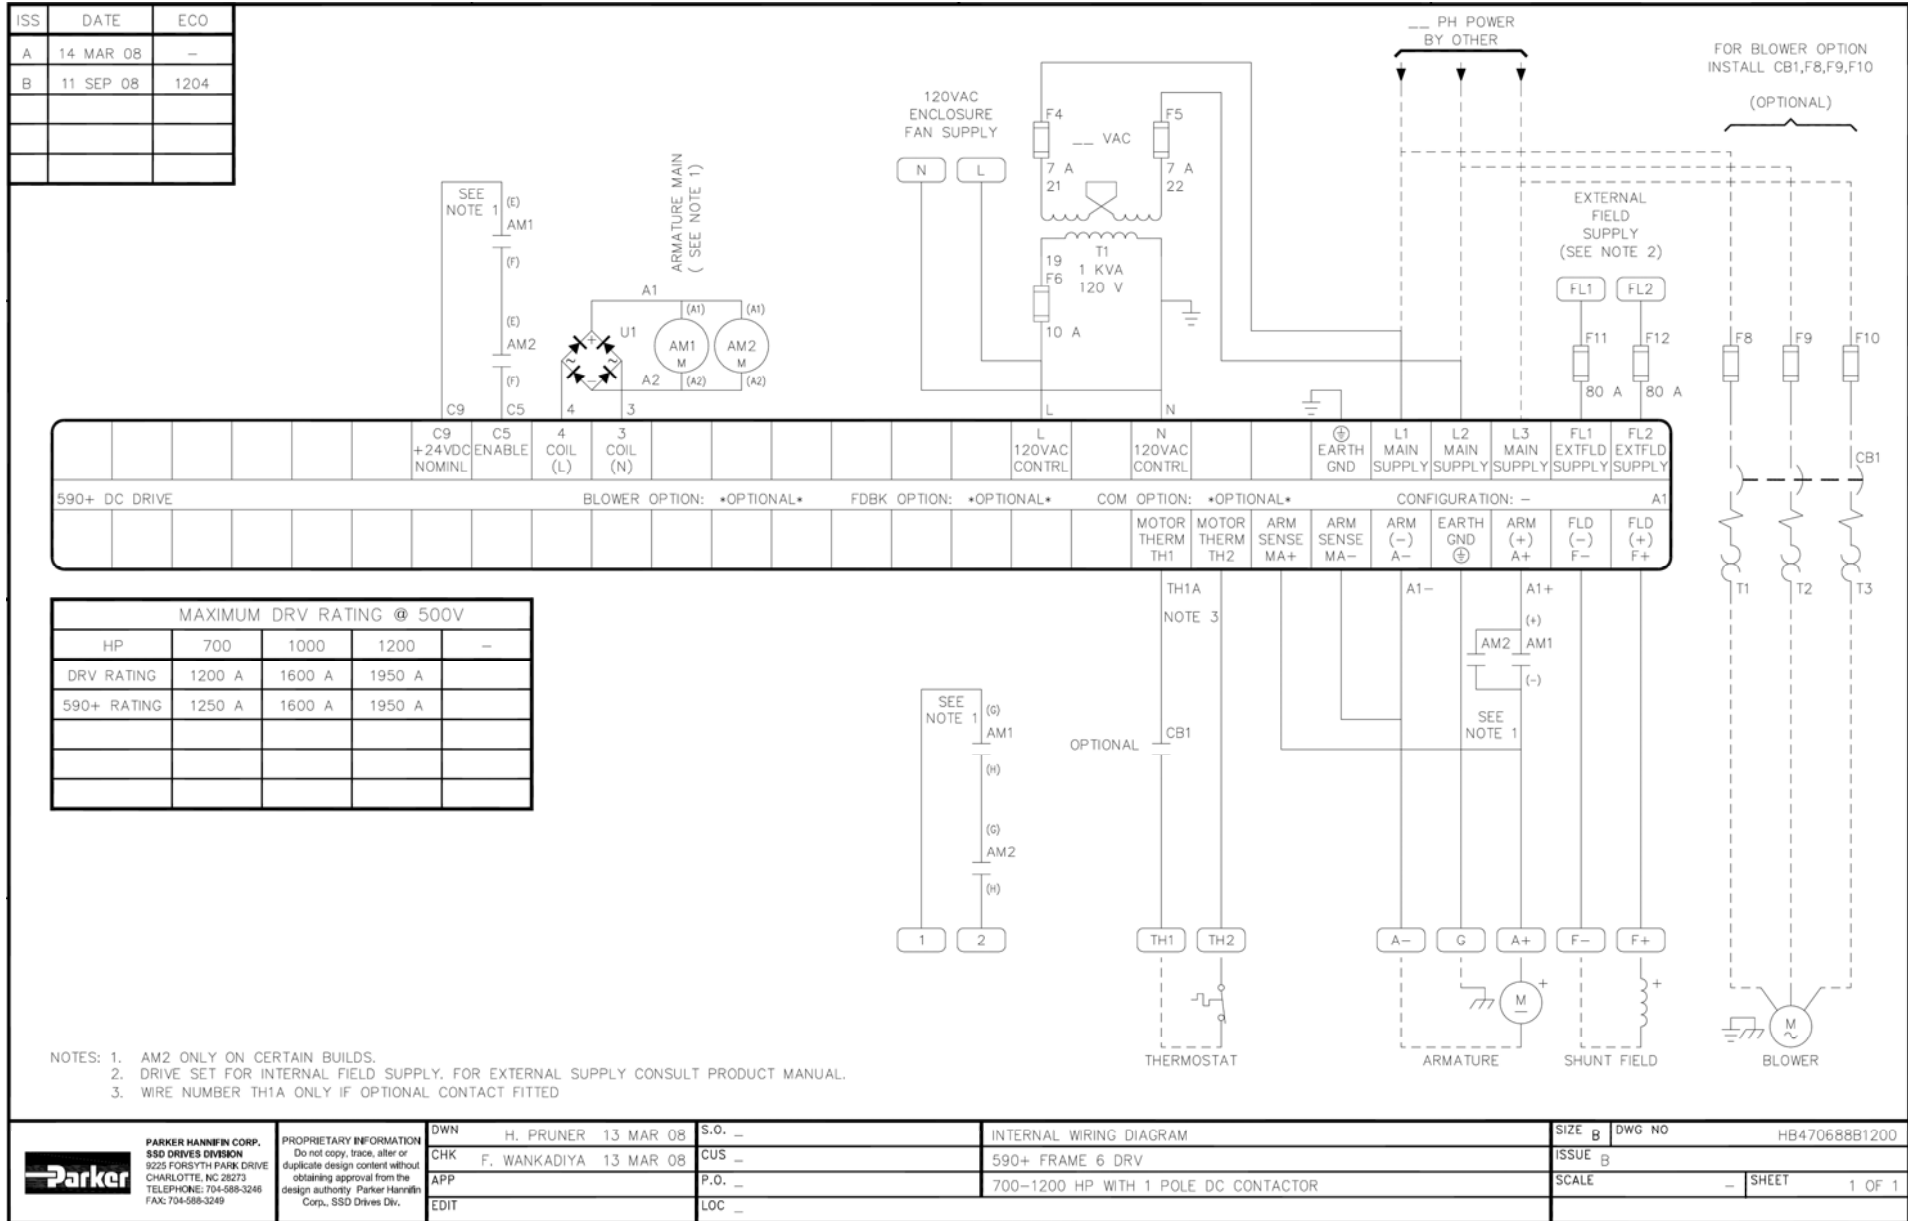 ISS DATE ECO
A 14 MAR 08 –
B 11 SEP 08 1204
__ PH POWER
BY OTHER
FOR BLOWER OPTION
INSTALL CB1,F8,F9,F10
(OPTIONAL)
120VAC
ENCLOSURE
FAN SUPPLY
N L
F4 F5
__ VAC
7 A 7 A
21 22
SEE
NOTE 1
(E)
AM1
(F)
(E)
AM2
(F)
ARMATURE MAIN
( SEE NOTE 1)
A1
(A1) (A1)
U1
+
~ ~
–
AM1
M
AM2
M
A2 (A2) (A2)
T1
1 KVA
120 V
19
F6
10 A
EXTERNAL
FIELD
SUPPLY
(SEE NOTE 2)
FL1 FL2
F11 F12
80 A 80 A
F8 F9 F10
CB1
T1 T2 T3
C9 C5 4 3 L N
C9
+24VDC
NOMINL
C5
ENABLE
4
COIL
(L)
3
COIL
(N)
L
120VAC
CONTRL
N
120VAC
CONTRL
EARTH
GND
L1
MAIN
SUPPLY
L2
MAIN
SUPPLY
L3
MAIN
SUPPLY
FL1
EXTFLD
SUPPLY
FL2
EXTFLD
SUPPLY
590+ DC DRIVE BLOWER OPTION: *OPTIONAL* FDBK OPTION: *OPTIONAL* COM OPTION: *OPTIONAL* CONFIGURATION: – A1
MOTOR
THERM
TH1
MOTOR
THERM
TH2
ARM
SENSE
MA+
ARM
SENSE
MA–
ARM
(–)
A–
EARTH
GND
ARM
(+)
A+
FLD
(–)
F–
FLD
(+)
F+
MAXIMUM DRV RATING @ 500V
HP 700 1000 1200 –
DRV RATING 1200 A 1600 A 1950 A
590+ RATING 1250 A 1600 A 1950 A
TH1A
NOTE 3
A1– A1+
(+)
AM2 AM1
(–)
SEE
NOTE 1
OPTIONAL CB1
SEE
NOTE 1
(G)
AM1
(H)
(G)
AM2
(H)
1 2 TH1 TH2 A– G A+ F– F+
M
–
+
+
M
~
THERMOSTAT ARMATURE SHUNT FIELD BLOWER
NOTES: 1. AM2 ONLY ON CERTAIN BUILDS.
2. DRIVE SET FOR INTERNAL FIELD SUPPLY. FOR EXTERNAL SUPPLY CONSULT PRODUCT MANUAL.
3. WIRE NUMBER TH1A ONLY IF OPTIONAL CONTACT FITTED
Parker
PARKER HANNIFIN CORP.
SSD DRIVES DIVISION
9225 FORSYTH PARK DRIVE
CHARLOTTE, NC 28273
TELEPHONE: 704-588-3246
FAX: 704-588-3249
PROPRIETARY INFORMATION
Do not copy, trace, alter or
duplicate design content without
obtaining approval from the
design authority Parker Hannifin
Corp., SSD Drives Div.
DWN H. PRUNER 13 MAR 08
CHK F. WANKADIYA 13 MAR 08
APP
EDIT
S.O. –
CUS –
P.O. –
LOC –
INTERNAL WIRING DIAGRAM
590+ FRAME 6 DRV
700–1200 HP WITH 1 POLE DC CONTACTOR
SIZE B DWG NO HB470688B1200
ISSUE B
SCALE – SHEET 1 OF 1